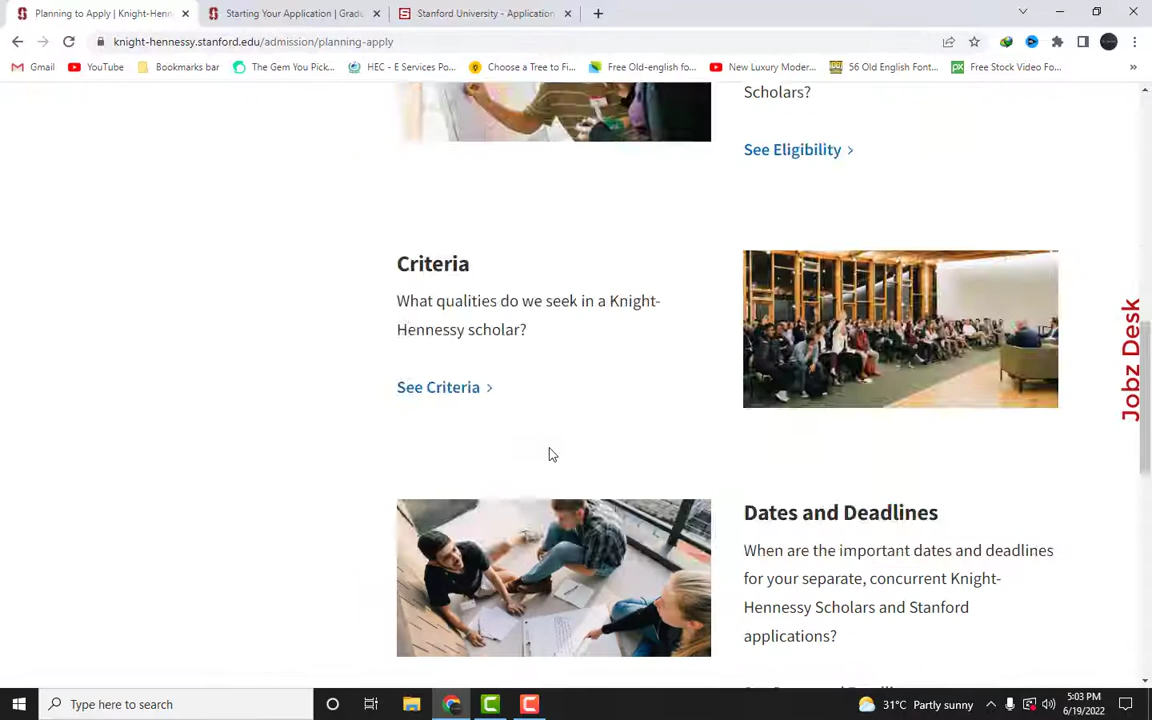 Planning to Apply | Knight-Henn
Starting Your Application | Gradu
Stanford University - Application
knight-hennessy.stanford.edu/admission/planning-apply
Gmail
YouTube
Bookmarks bar
The Gem You Pick...
HEC - E Services Po...
Choose a Tree to Fi...
Free Old-english fo...
New Luxury Moder...
56 Old English Font...
Free Stock Video Fo...
Scholars?
See Eligibility >
Criteria
What qualities do we seek in a Knight-
Hennessy scholar?
See Criteria >
Jobz Desk
Dates and Deadlines
When are the important dates and deadlines
for your separate, concurrent Knight-
Hennessy Scholars and Stanford
applications?
Type here to search
31°C Partly sunny
5:03 PM
6/19/2022